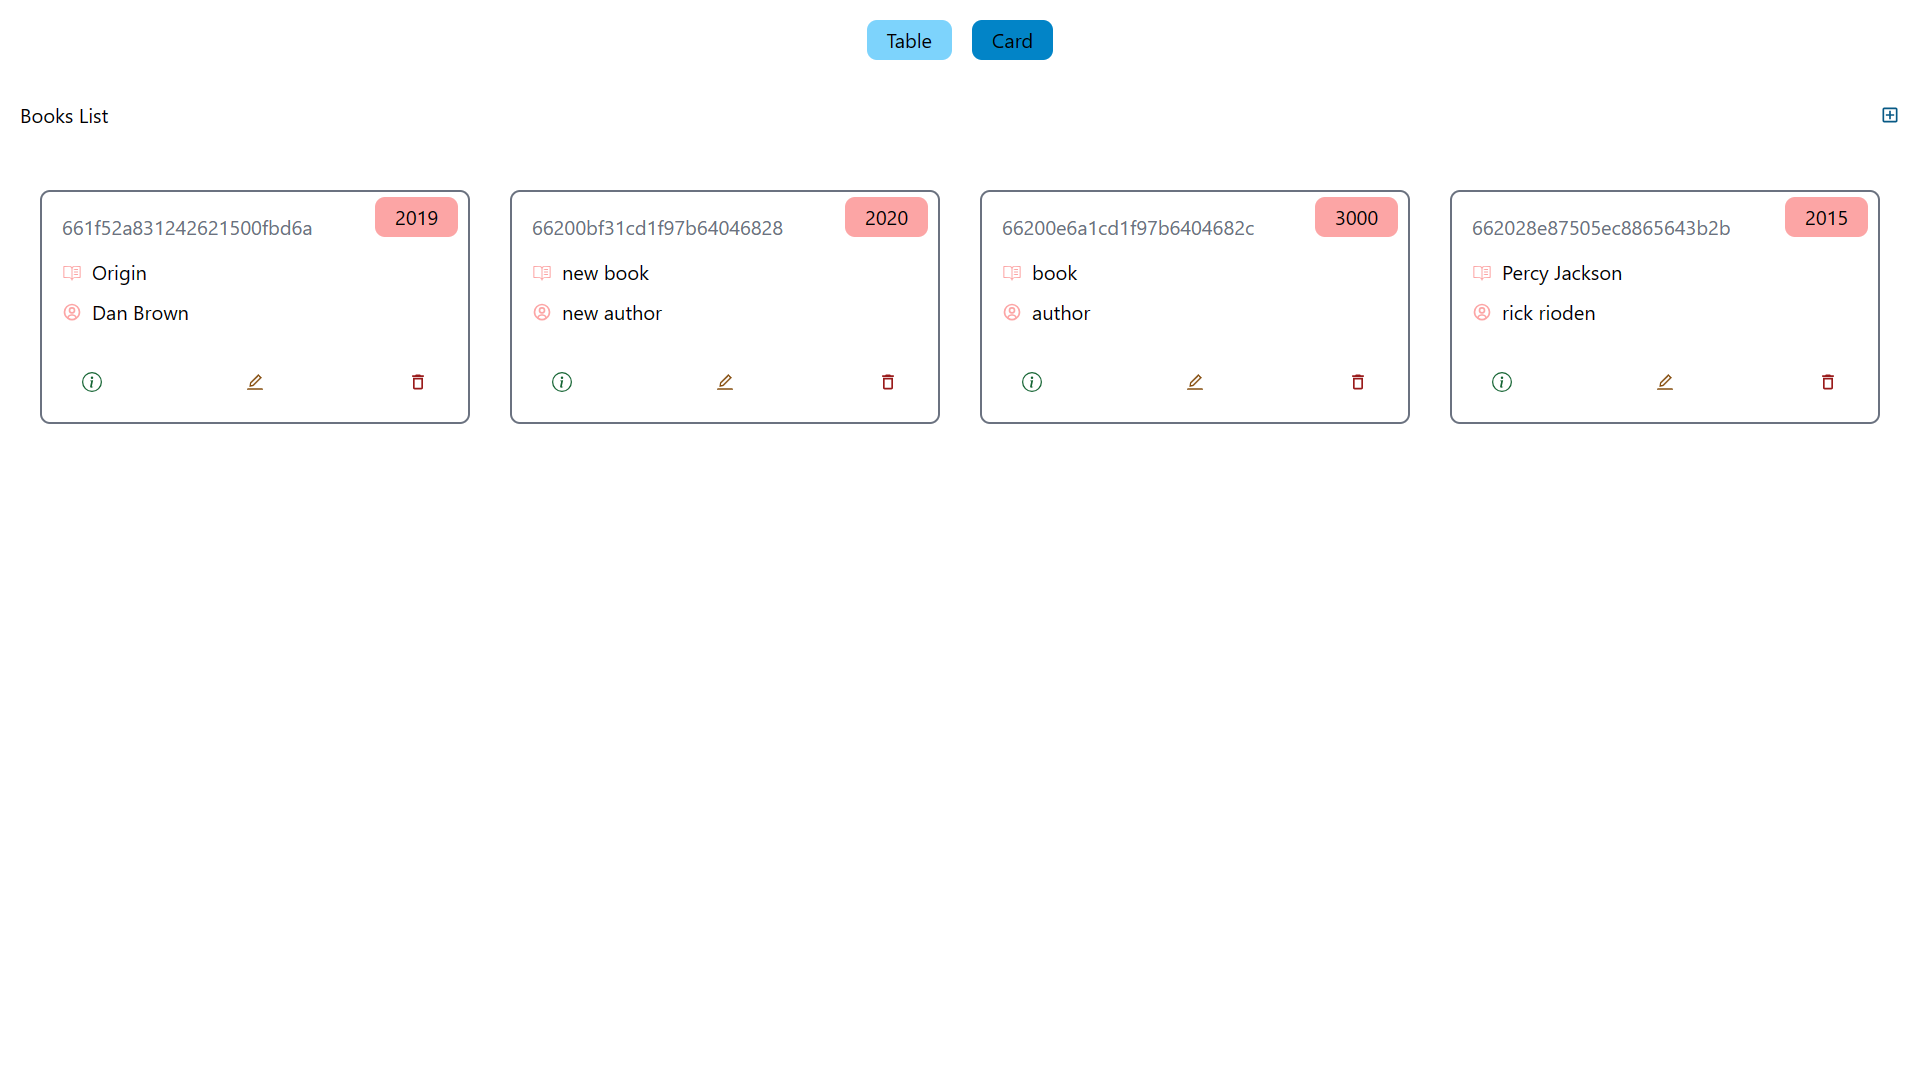 Table Card
Books List
661f52a831242621500fbd6a 2019
Origin
Dan Brown
66200bf31cd1f97b64046828 2020
new book
new author
66200e6a1cd1f97b6404682c 3000
book
author
662028e87505ec8865643b2b 2015
Percy Jackson
rick rioden